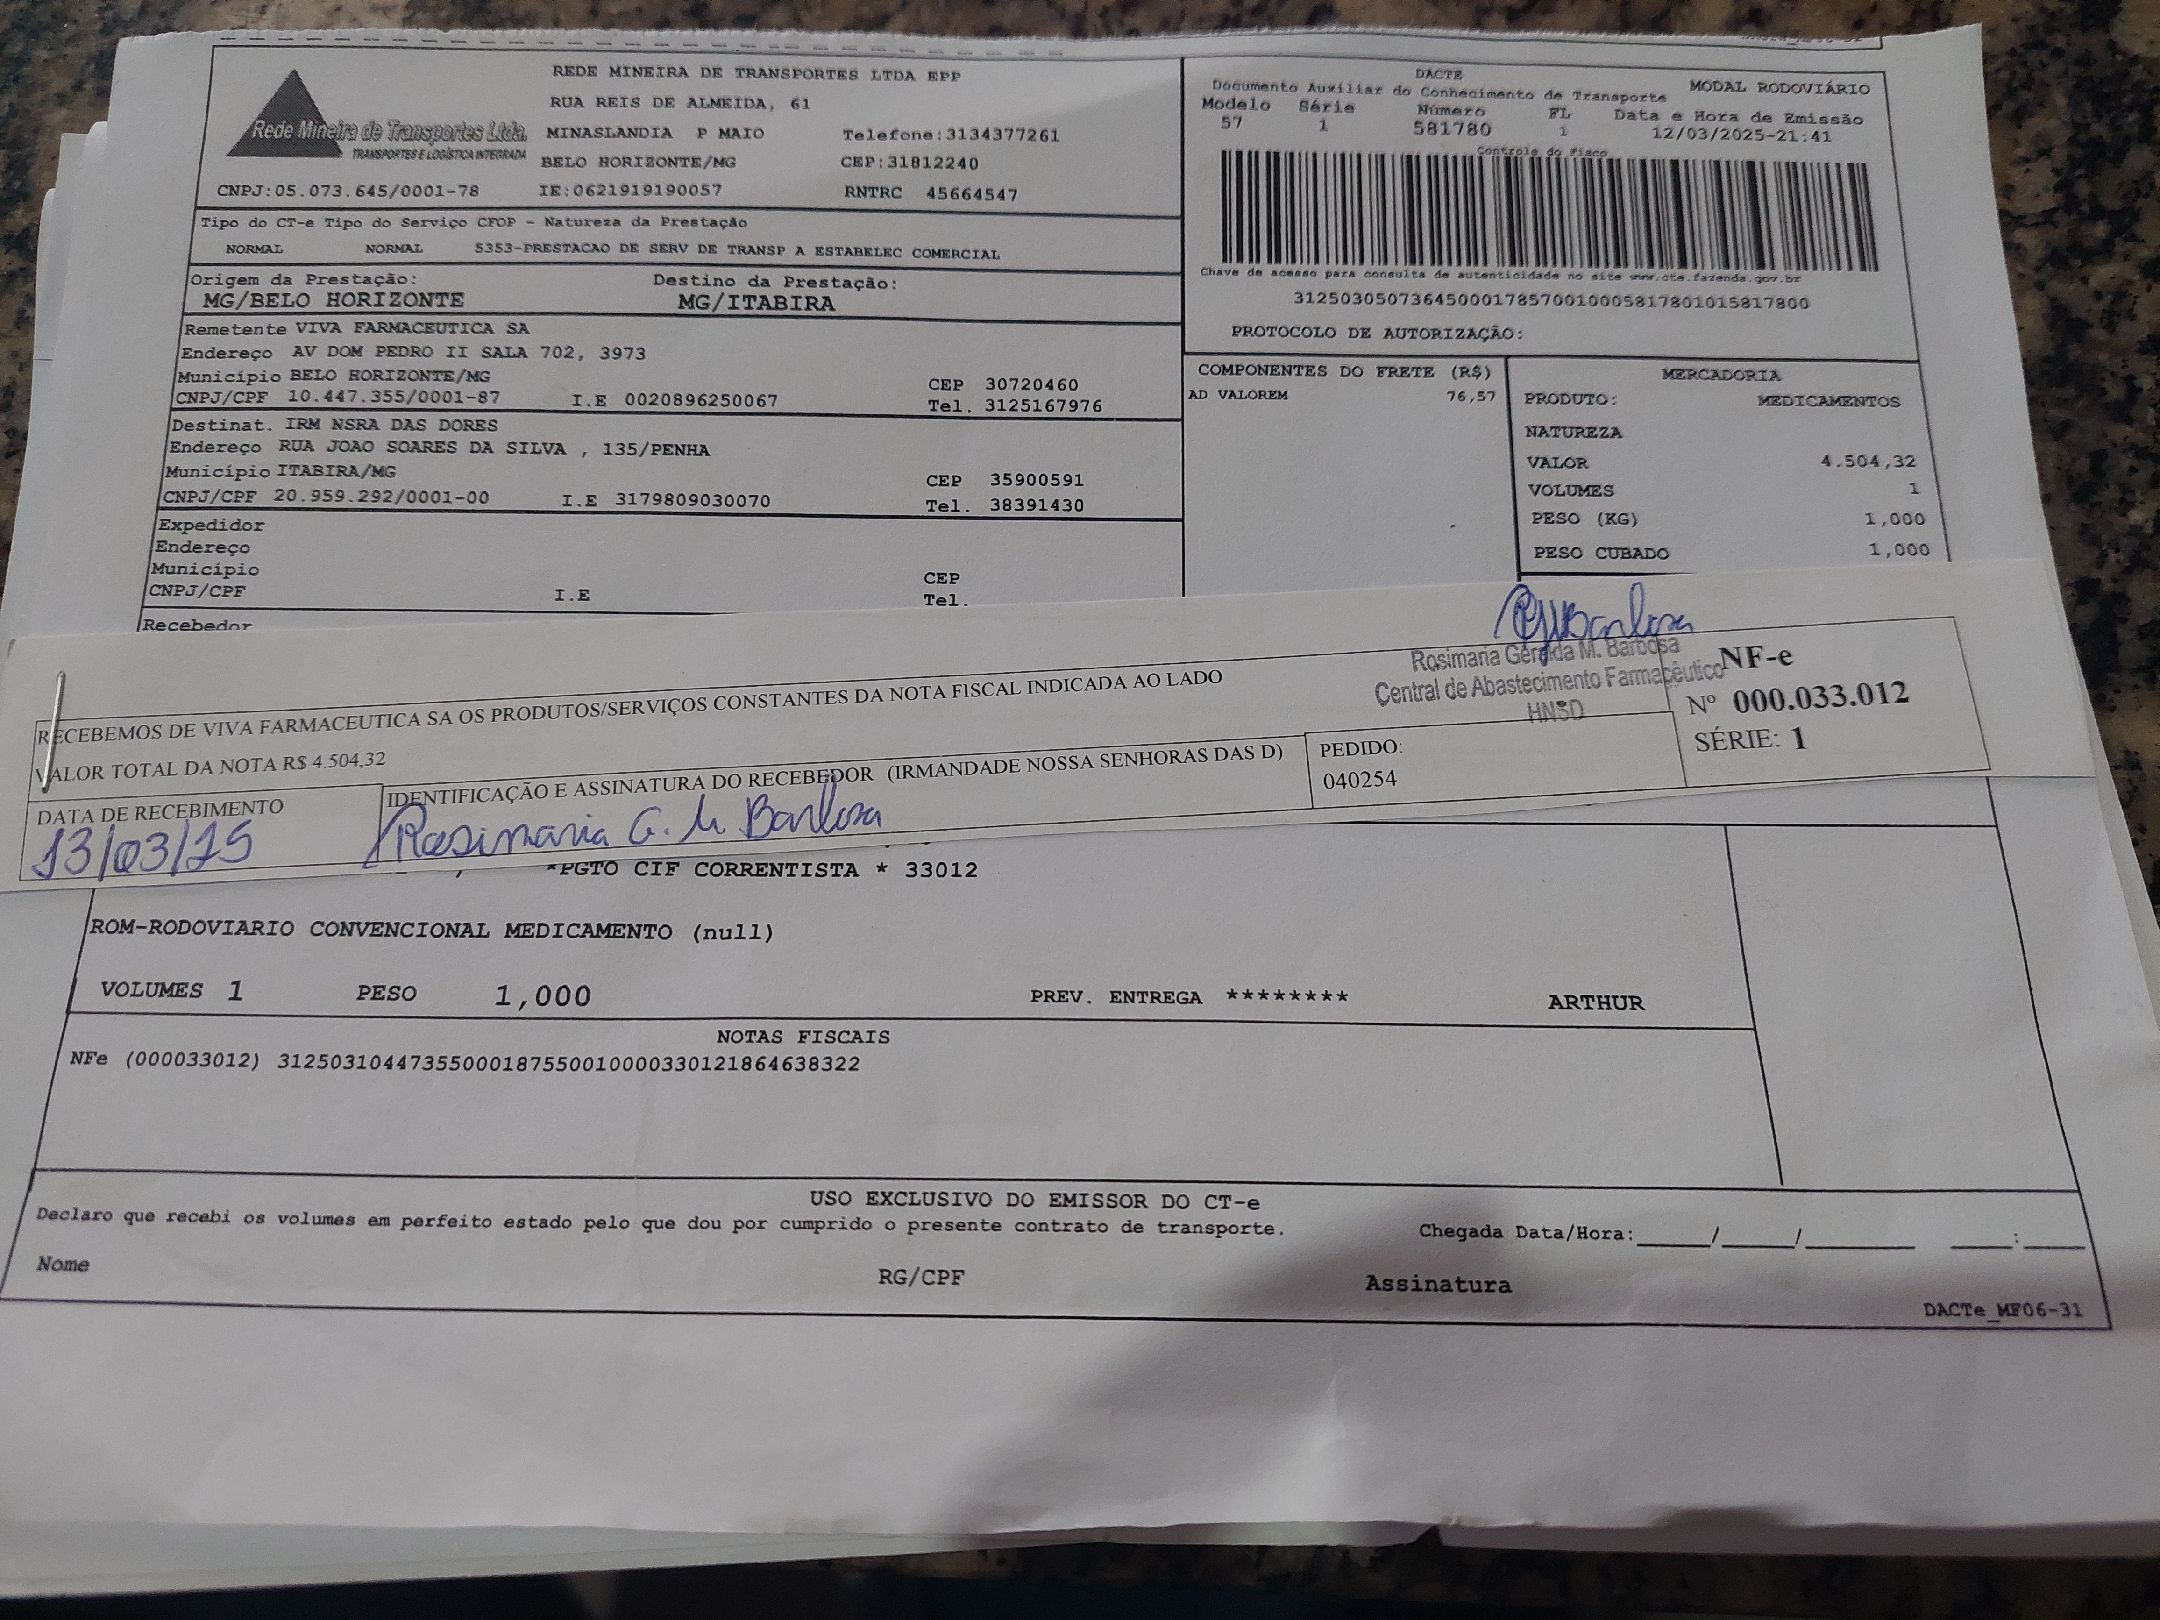 REDE MINEIRA DE TRANSPORTES LTDA EPP
RUA REIS DE ALMEIDA, 61
Rede Mineira de Transportes Ltda.
TRANSPORTES E LOGÍSTICA INTEGRADA
MINASLANDIA P MAIO Telefone:3134377261
BELO HORIZONTE/MG CEP:31812240
CNPJ:05.073.645/0001-78 IE:0621919190057 RNTRC 45664547
DACTE
Documento Auxiliar do Conhecimento de Transporte MODAL RODOVIÁRIO
Modelo Série Número FL Data e Hora de Emissão
57 1 581780 1 12/03/2025-21:41
Controle do Fisco
Chave de acesso para consulta de autenticidade no site www.cte.fazenda.gov.br
31250305073645000178570010005817801015817800
PROTOCOLO DE AUTORIZAÇÃO:
Tipo do CT-e Tipo do Serviço CFOP - Natureza da Prestação
NORMAL NORMAL 5353-PRESTACAO DE SERV DE TRANSP A ESTABELEC COMERCIAL
Origem da Prestação: Destino da Prestação:
MG/BELO HORIZONTE MG/ITABIRA
Remetente VIVA FARMACEUTICA SA
Endereço AV DOM PEDRO II SALA 702, 3973
Município BELO HORIZONTE/MG CEP 30720460
CNPJ/CPF 10.447.355/0001-87 I.E 0020896250067 Tel. 3125167976
Destinat. IRM NSRA DAS DORES
Endereço RUA JOAO SOARES DA SILVA , 135/PENHA
Município ITABIRA/MG CEP 35900591
CNPJ/CPF 20.959.292/0001-00 I.E 3179809030070 Tel. 38391430
Expedidor
Endereço
Município CEP
CNPJ/CPF I.E Tel.
Recebedor
COMPONENTES DO FRETE (R$)
AD VALOREM 76,57
MERCADORIA
PRODUTO: MEDICAMENTOS
NATUREZA
VALOR 4.504,32
VOLUMES 1
PESO (KG) 1,000
PESO CUBADO 1,000
RECEBEMOS DE VIVA FARMACEUTICA SA OS PRODUTOS/SERVIÇOS CONSTANTES DA NOTA FISCAL INDICADA AO LADO
VALOR TOTAL DA NOTA R$ 4.504,32
Rosimaria Geralda M. Barbosa
Central de Abastecimento Farmacêutico
HNSD
NF-e
Nº 000.033.012
SÉRIE: 1
DATA DE RECEBIMENTO
13/03/25
IDENTIFICAÇÃO E ASSINATURA DO RECEBEDOR (IRMANDADE NOSSA SENHORAS DAS D)
Rosimaria G. M. Barbosa
PEDIDO:
040254
*PGTO CIF CORRENTISTA * 33012
ROM-RODOVIARIO CONVENCIONAL MEDICAMENTO (null)
VOLUMES 1 PESO 1,000 PREV. ENTREGA ******** ARTHUR
NOTAS FISCAIS
NFe (000033012) 31250310447355000187550010000330121864638322
USO EXCLUSIVO DO EMISSOR DO CT-e
Declaro que recebi os volumes em perfeito estado pelo que dou por cumprido o presente contrato de transporte. Chegada Data/Hora:_____/_____/_______ ____:____
Nome RG/CPF Assinatura
DACTe_MF06-31